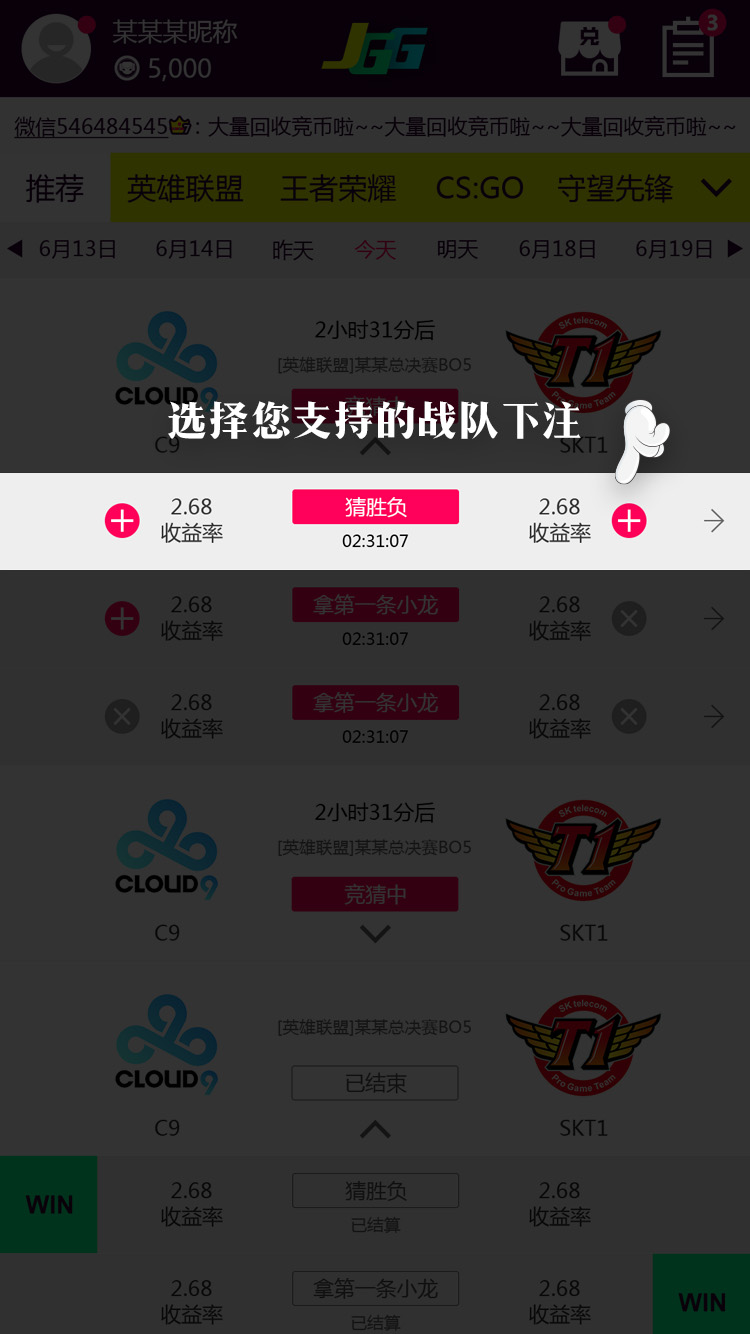 某某某昵称
5,000
JGG
兑
3
微信546484545：大量回收竞币啦~~大量回收竞币啦~~大量回收竞币啦~~
推荐 英雄联盟 王者荣耀 CS:GO 守望先锋
6月13日 6月14日 昨天 今天 明天 6月18日 6月19日
2小时31分后
[英雄联盟]某某总决赛BO5
CLOUD9
SK telecom
T1
Pro Game Team
竞猜中
选择您支持的战队下注
C9 SKT1
2.68 猜胜负 2.68
收益率 02:31:07 收益率
2.68 拿第一条小龙 2.68
收益率 02:31:07 收益率
2.68 拿第一条小龙 2.68
收益率 02:31:07 收益率
2小时31分后
[英雄联盟]某某总决赛BO5
CLOUD9
SK telecom
T1
Pro Game Team
竞猜中
C9 SKT1
[英雄联盟]某某总决赛BO5
CLOUD9
SK telecom
T1
Pro Game Team
已结束
C9 SKT1
WIN
2.68 猜胜负 2.68
收益率 已结算 收益率
2.68 拿第一条小龙 2.68
收益率 已结算 收益率
WIN